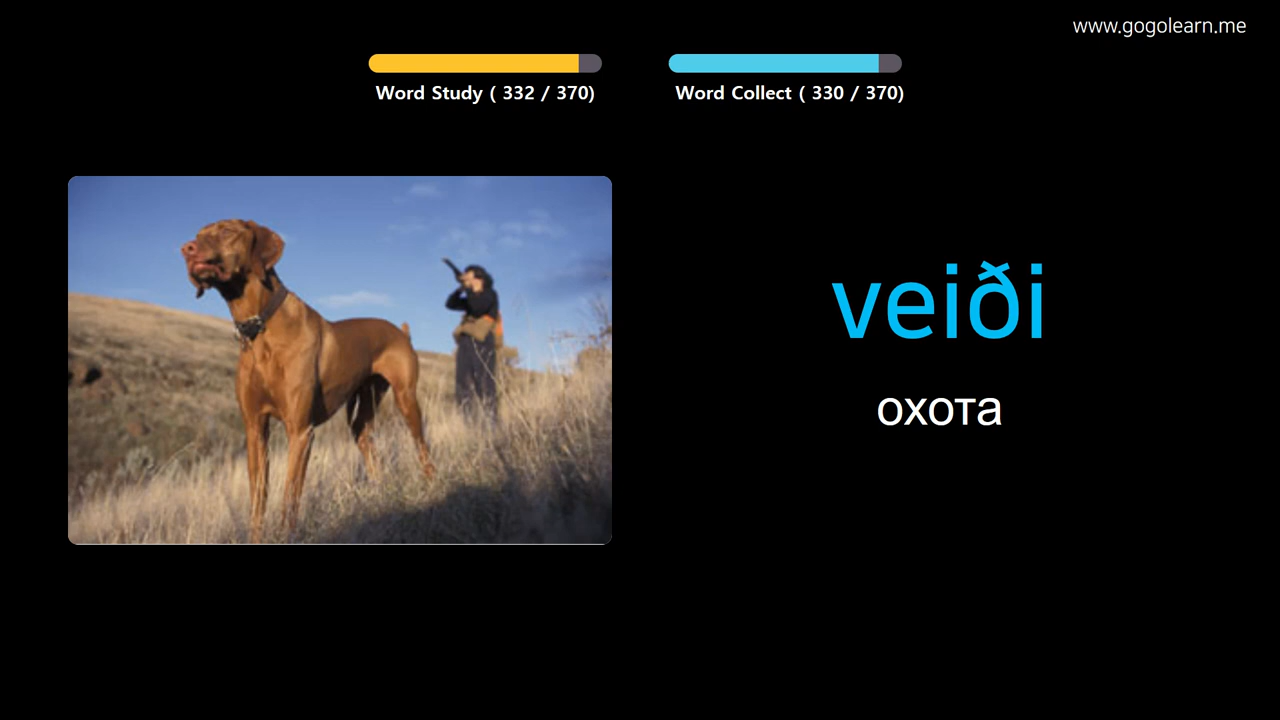 www.gogolearn.me
Word Study ( 332 / 370)
Word Collect ( 330 / 370)
veiði
охота